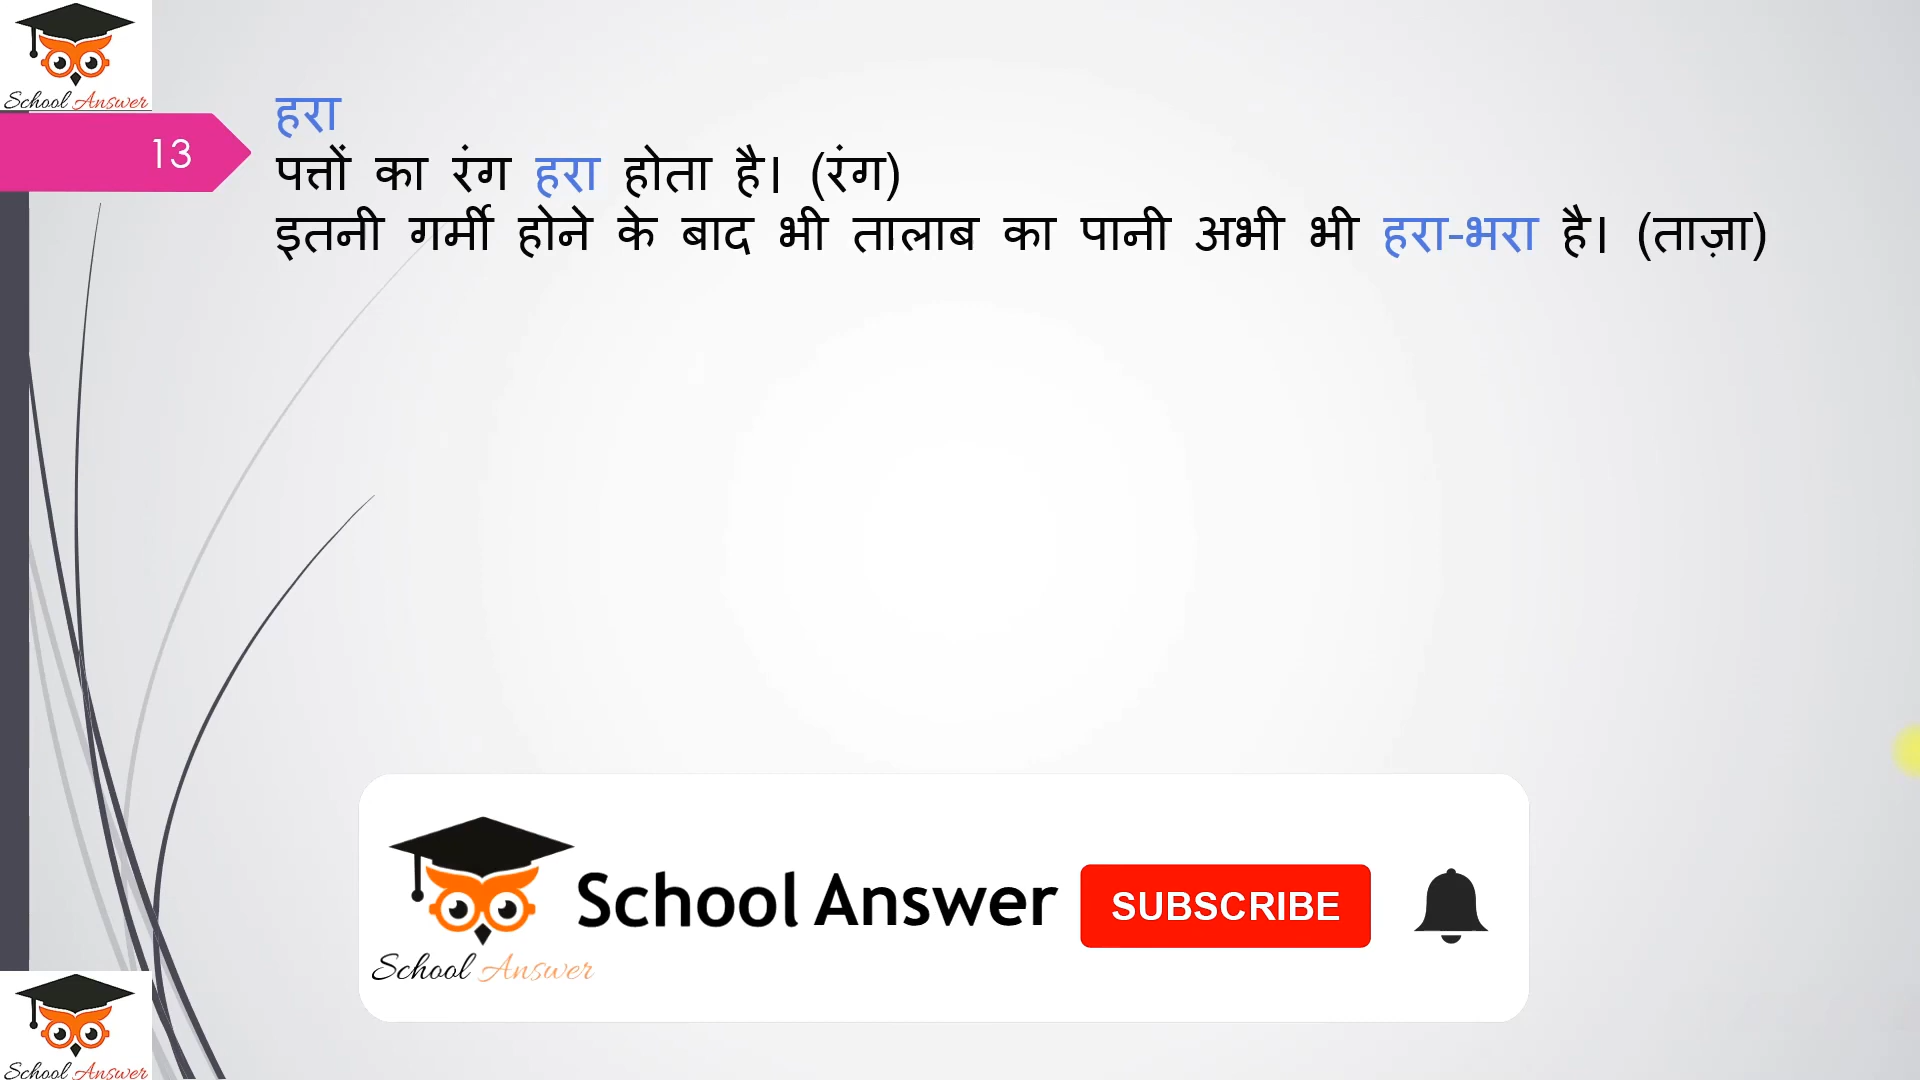 School Answer
13
हरा
पत्तों का रंग हरा होता है। (रंग)
इतनी गर्मी होने के बाद भी तालाब का पानी अभी भी हरा-भरा है। (ताज़ा)
School Answer
SUBSCRIBE
School Answer
School Answer